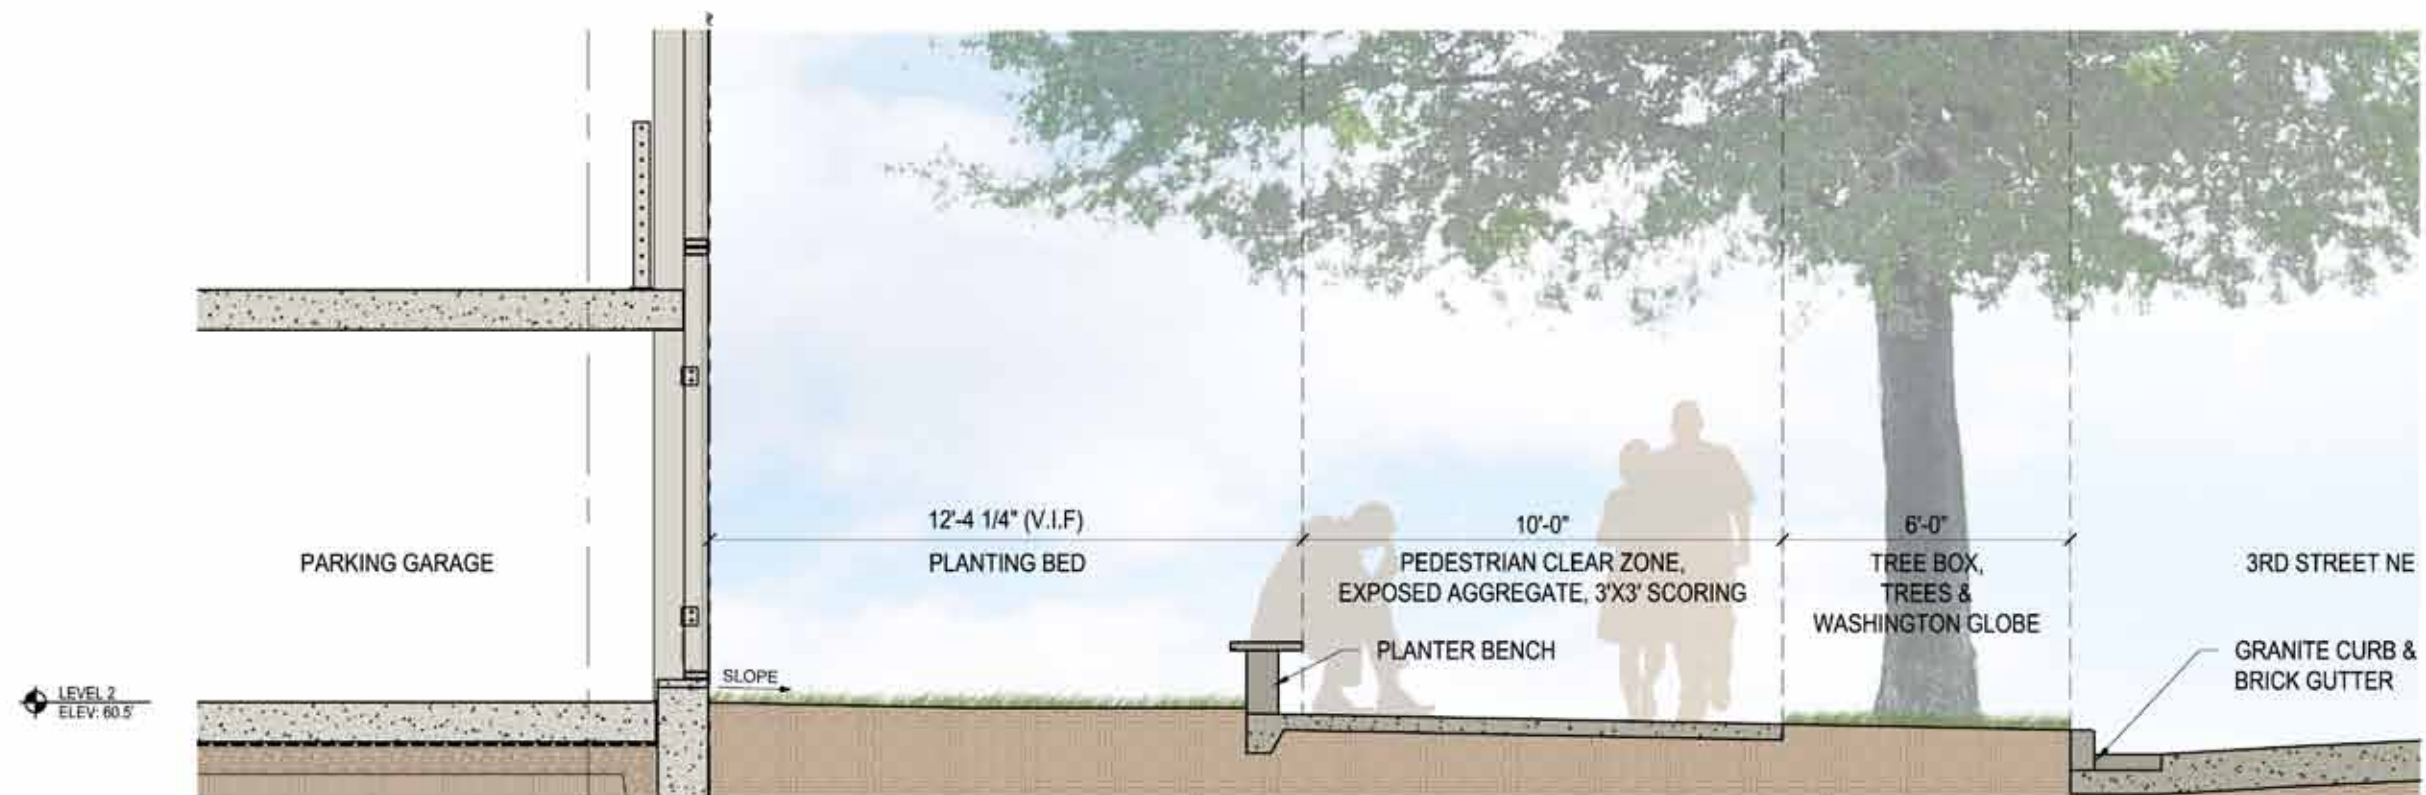 12'-4 1/4" (V.I.F)
10'-0"
6'-0"
PARKING GARAGE
PLANTING BED
PEDESTRIAN CLEAR ZONE,
EXPOSED AGGREGATE, 3'X3' SCORING
TREE BOX,
TREES &
WASHINGTON GLOBE
3RD STREET NE
PLANTER BENCH
GRANITE CURB &
BRICK GUTTER
SLOPE
LEVEL 2
ELEV: 60.5'